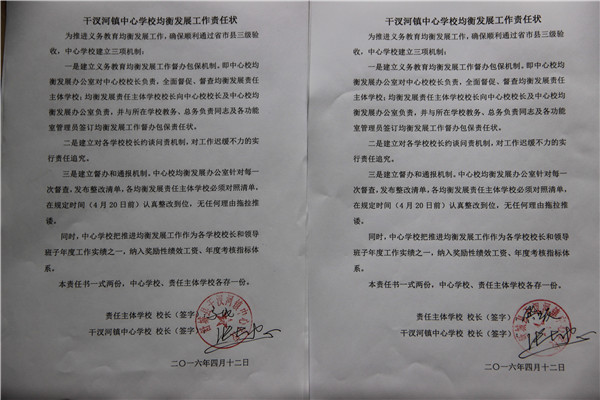 干汊河镇中心学校均衡发展工作责任状
为推进义务教育均衡发展工作,确保顺利通过省市县三级验
收,中心学校建立三项机制:
一是建立义务教育均衡发展督办包保机制。即中心校均
衡发展办公室对中心校校长负责,全面督促、督查均衡发展责任
主体学校;均衡发展责任主体学校校长向中心校校长及中心校均
衡发展办公室负责,并与所在学校教务、总务负责同志及各功能
室管理员签订均衡发展工作督办包保责任状。
二是建立对各学校校长约谈问责机制,对工作迟缓不力的实
行责任追究。
三是建立督办和通报机制。中心校均衡发展办公室针对每一
次督查,发布整改清单,各均衡发展责任主体学校必须对照清单,
在规定时间(4月20日前)认真整改到位,无任何理由拖拉推
诿。
同时,中心学校把推进均衡发展工作作为各学校校长和领导
班子年度工作实绩之一,纳入奖励性绩效工资、年度考核指标体
系。
本责任书一式两份,中心学校、责任主体学校各存一份。
责任主体学校 校长(签字)
干汊河镇中心学校 校长(签字)
二〇一六年四月十二日
干汊河镇中心学校均衡发展工作责任状
为推进义务教育均衡发展工作,确保顺利通过省市县三级验
收,中心学校建立三项机制:
一是建立义务教育均衡发展督办包保机制。即中心校均
衡发展办公室对中心校校长负责,全面督促、督查均衡发展责任
主体学校;均衡发展责任主体学校校长向中心校校长及中心校均
衡发展办公室负责,并与所在学校教务、总务负责同志及各功能
室管理员签订均衡发展工作督办包保责任状。
二是建立对各学校校长约谈问责机制,对工作迟缓不力的实
行责任追究。
三是建立督办和通报机制。中心校均衡发展办公室针对每一
次督查,发布整改清单,各均衡发展责任主体学校必须对照清单,
在规定时间(4月20日前)认真整改到位,无任何理由拖拉推
诿。
同时,中心学校把推进均衡发展工作作为各学校校长和领导
班子年度工作实绩之一,纳入奖励性绩效工资、年度考核指标体
系。
本责任书一式两份,中心学校、责任主体学校各存一份。
责任主体学校 校长(签字)
干汊河镇中心学校 校长(签字)
二〇一六年四月十二日